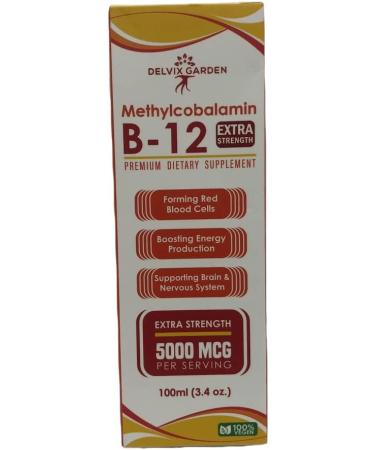 DELVIX GARDEN
Methylcobalamin
B-12 EXTRA STRENGTH
PREMIUM DIETARY SUPPLEMENT
Forming Red
Blood Cells
Boosting Energy
Production
Supporting Brain &
Nervous System
EXTRA STRENGTH
5000 MCG
PER SERVING
100ml (3.4 oz.)
100%
VEGEN